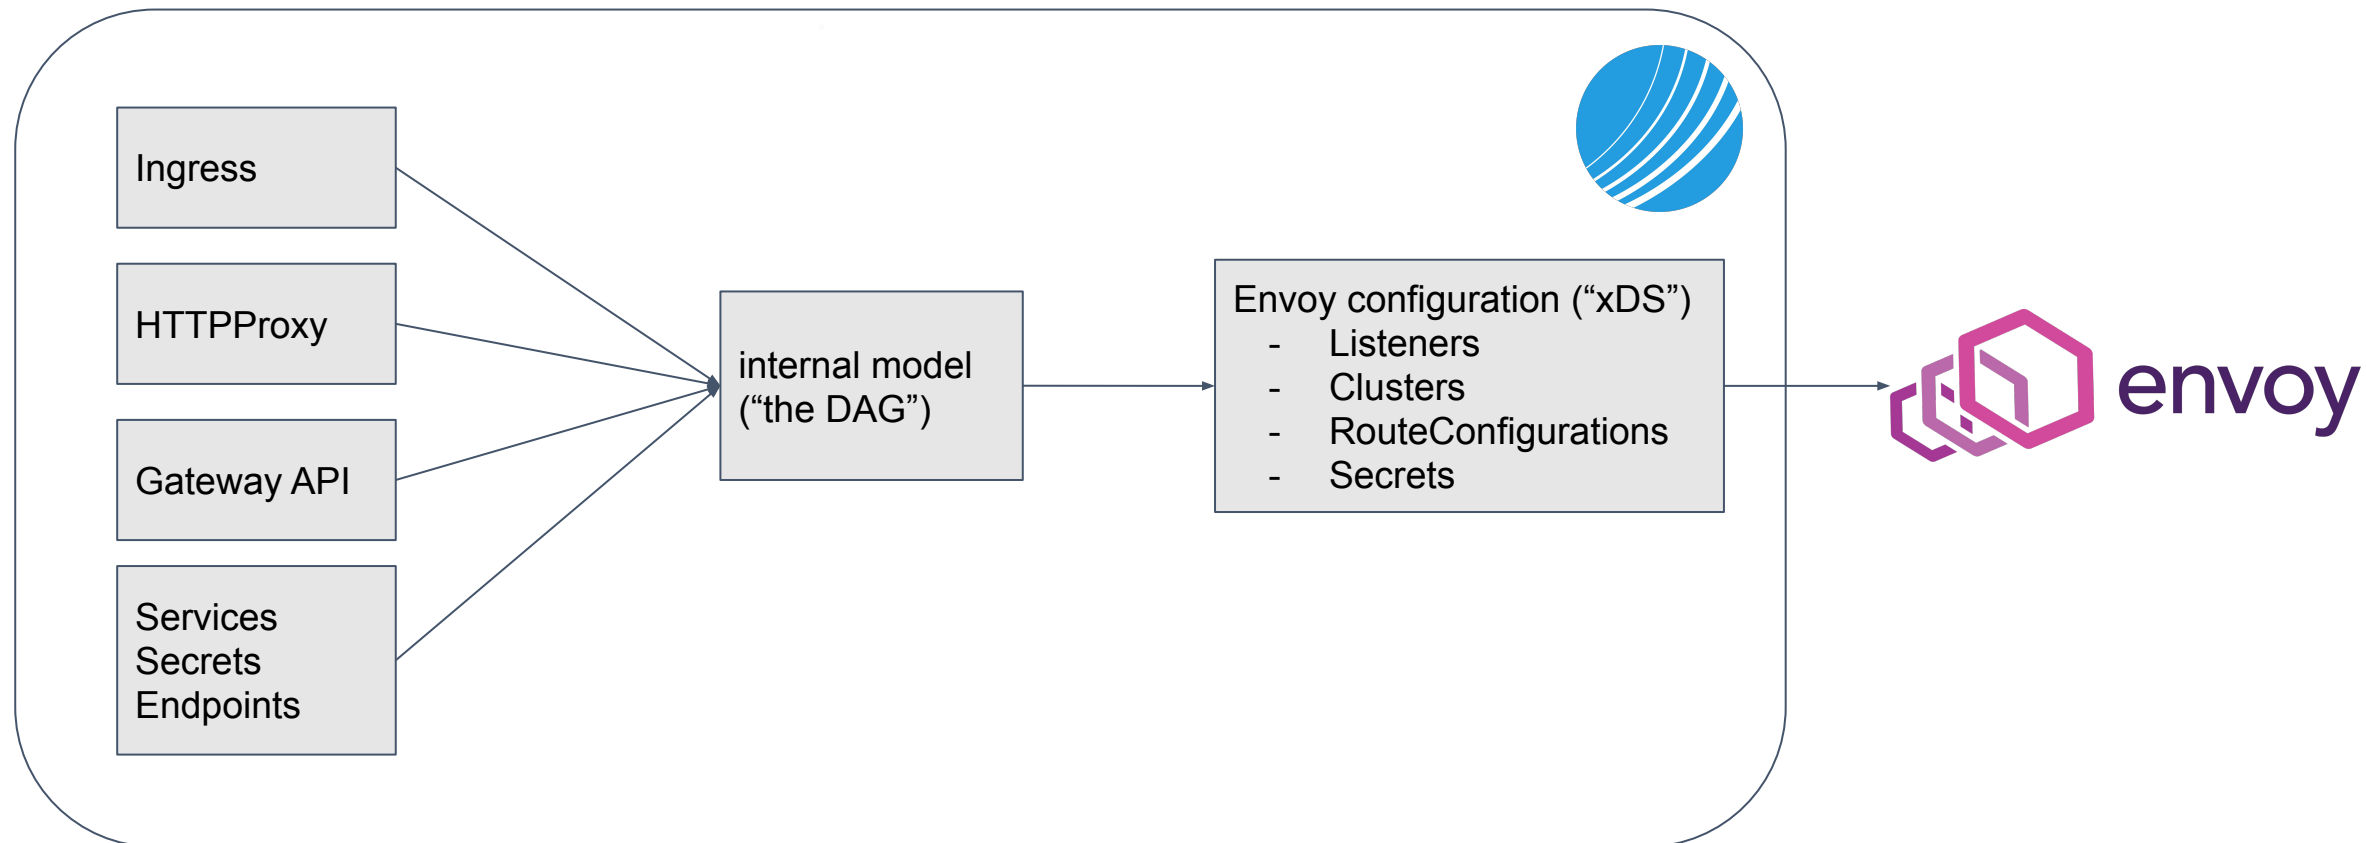 Ingress
HTTPProxy
Gateway API
Services
Secrets
Endpoints
internal model
(“the DAG”)
Envoy configuration (“xDS”)
- Listeners
- Clusters
- RouteConfigurations
- Secrets
envoy